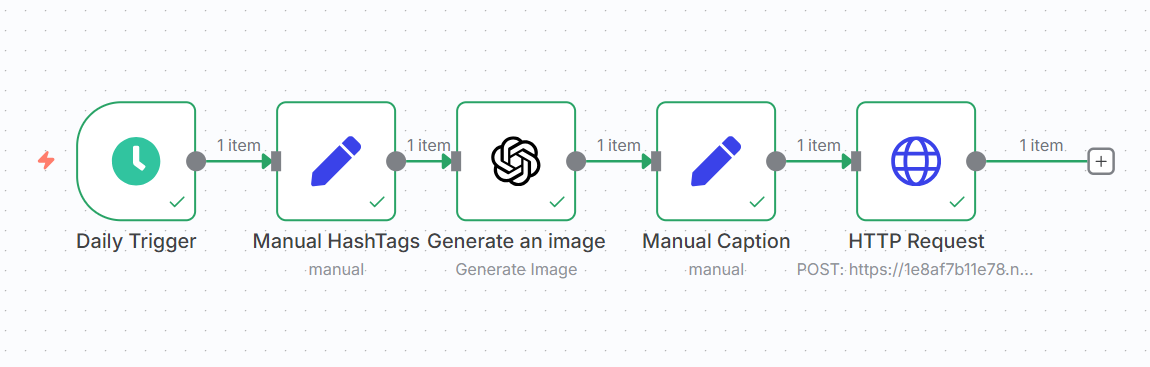 1 item
1 item
1 item
1 item
1 item
Daily Trigger
Manual HashTags
manual
Generate an image
Generate Image
Manual Caption
manual
HTTP Request
POST: https://1e8af7b11e78.n...